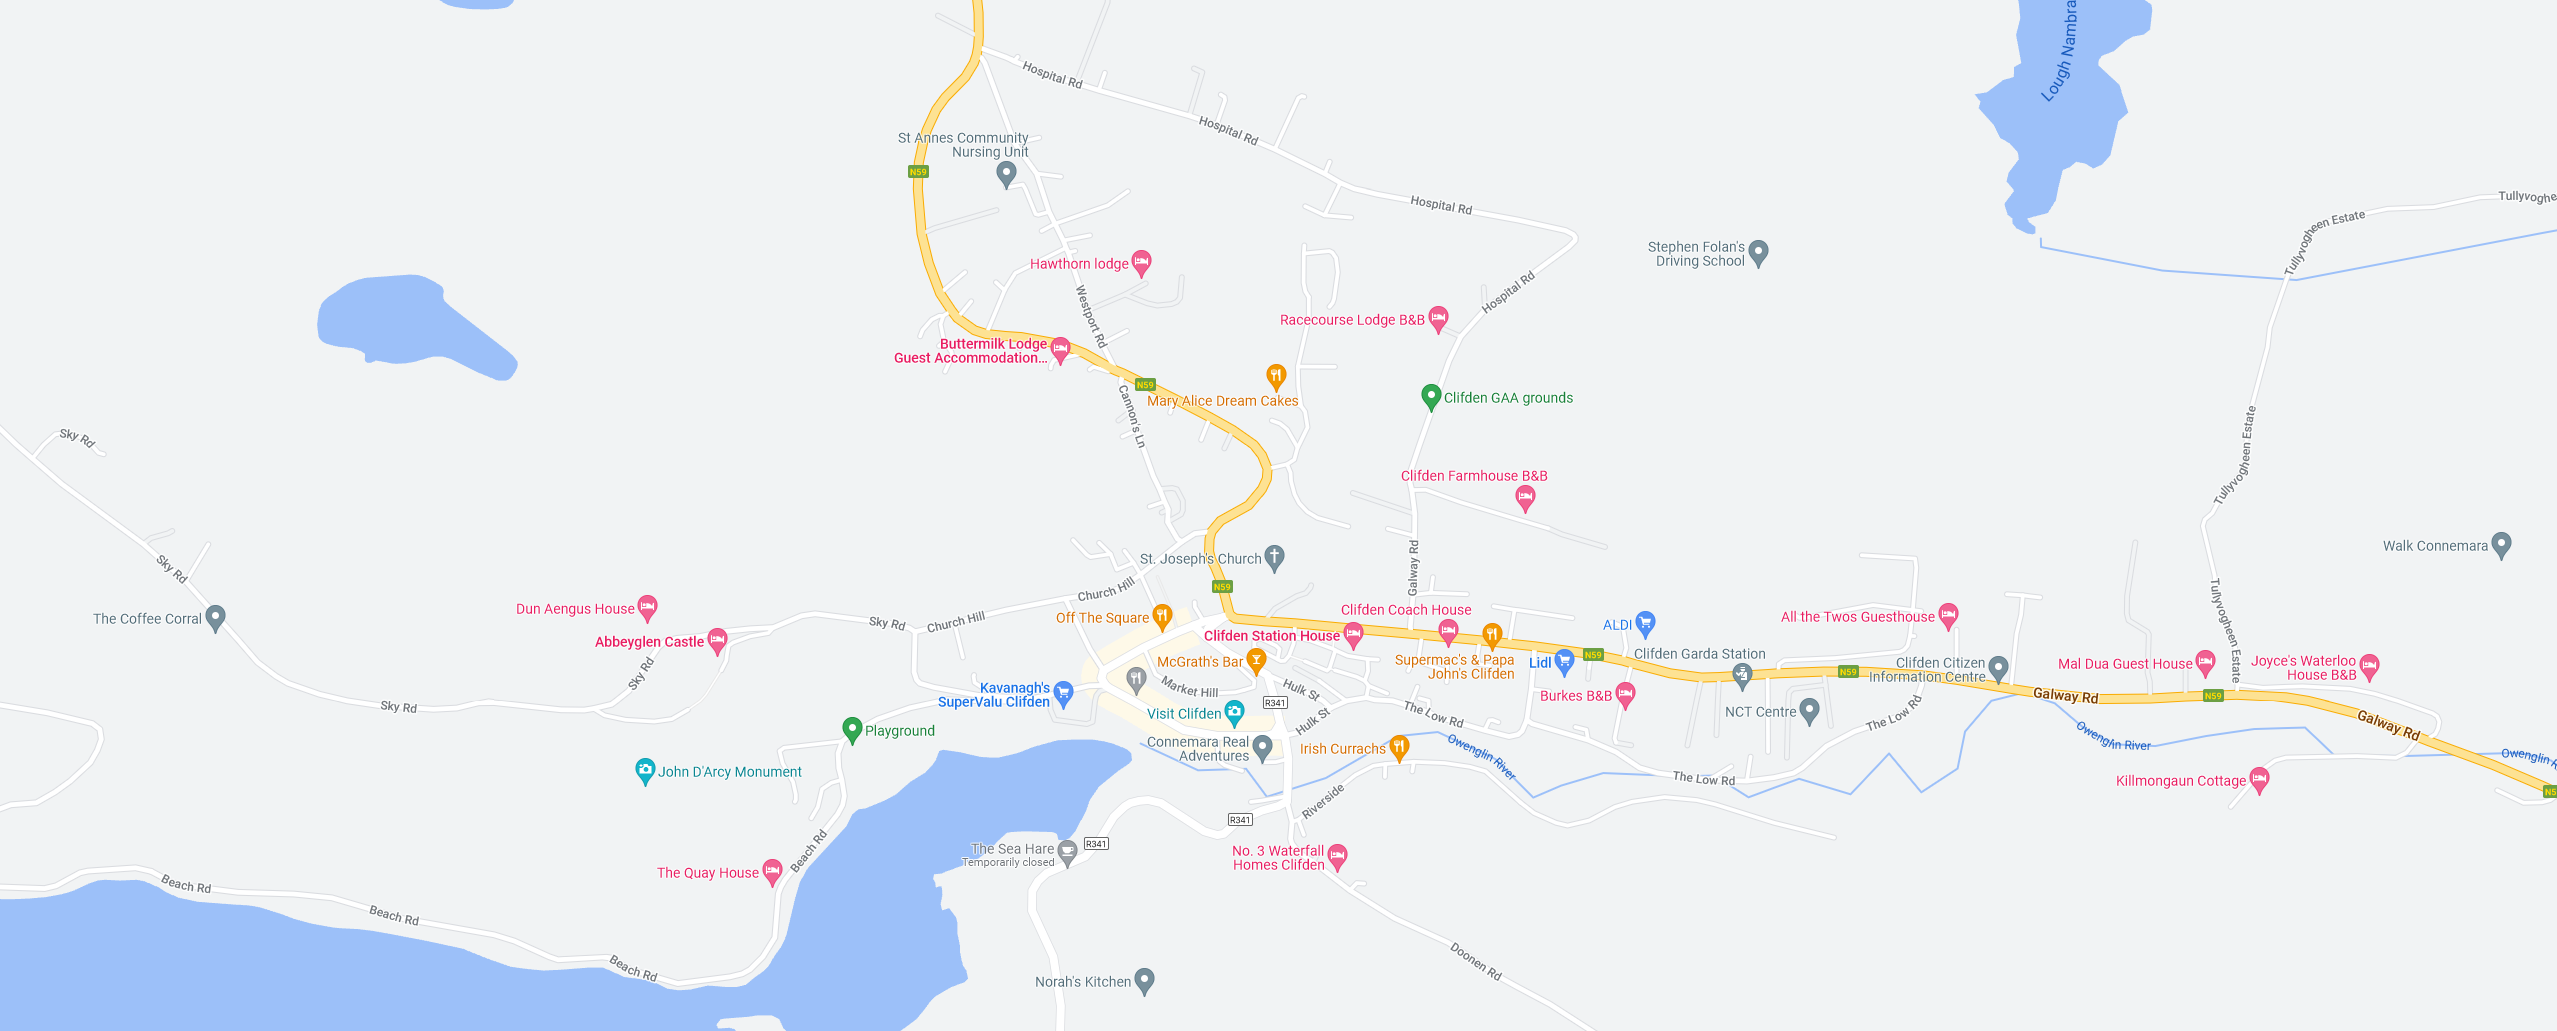 Lough Nambra
Hospital Rd
St Annes Community
Nursing Unit
Hospital Rd
N59
Hospital Rd
Tullyvoghe
Tullyvogheen Estate
Stephen Folan's
Driving School
Hawthorn lodge
Tullyvogheen Estate
Hospital Rd
Westport Rd
Racecourse Lodge B&B
Buttermilk Lodge
Guest Accommodation...
N59
Mary Alice Dream Cakes
Clifden GAA grounds
Cannon's Ln
Sky Rd
Tullyvogheen Estate
Clifden Farmhouse B&B
Walk Connemara
St. Joseph's Church
Sky Rd
Galway Rd
N59
Church Hill
Dun Aengus House
The Coffee Corral
Off The Square
Church Hill
Sky Rd
Clifden Coach House
ALDI
All the Twos Guesthouse
Tullyvogheen Estate
Abbeyglen Castle
Clifden Station House
McGrath's Bar
Supermac's & Papa
John's Clifden
Lidl
N59
Clifden Garda Station
N59
Clifden Citizen
Information Centre
Mal Dua Guest House
Joyce's Waterloo
House B&B
Sky Rd
Kavanagh's
SuperValu Clifden
Market Hill
Hulk St
Burkes B&B
Galway Rd
N59
Sky Rd
R341
Visit Clifden
Hulk St
The Low Rd
NCT Centre
The Low Rd
Galway Rd
Playground
Connemara Real
Adventures
Irish Currachs
Owenglin River
Owenglin River
Owenglin R
John D'Arcy Monument
The Low Rd
Killmongaun Cottage
N5
Riverside
R341
R341
The Sea Hare
Temporarily closed
Beach Rd
No. 3 Waterfall
Homes Clifden
The Quay House
Beach Rd
Beach Rd
Beach Rd
Doonen Rd
Norah's Kitchen